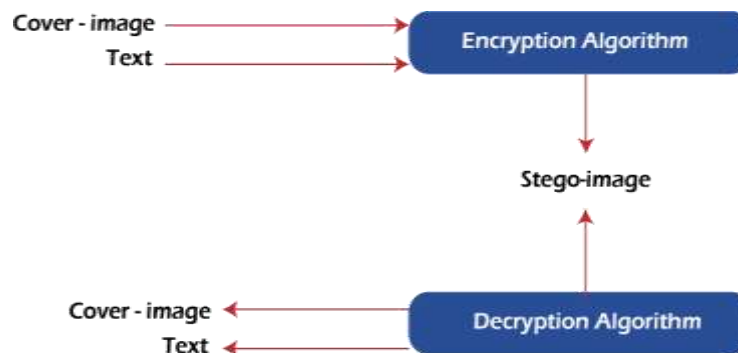 Cover - image
Text
Encryption Algorithm
Stego-image
Cover - image
Text
Decryption Algorithm